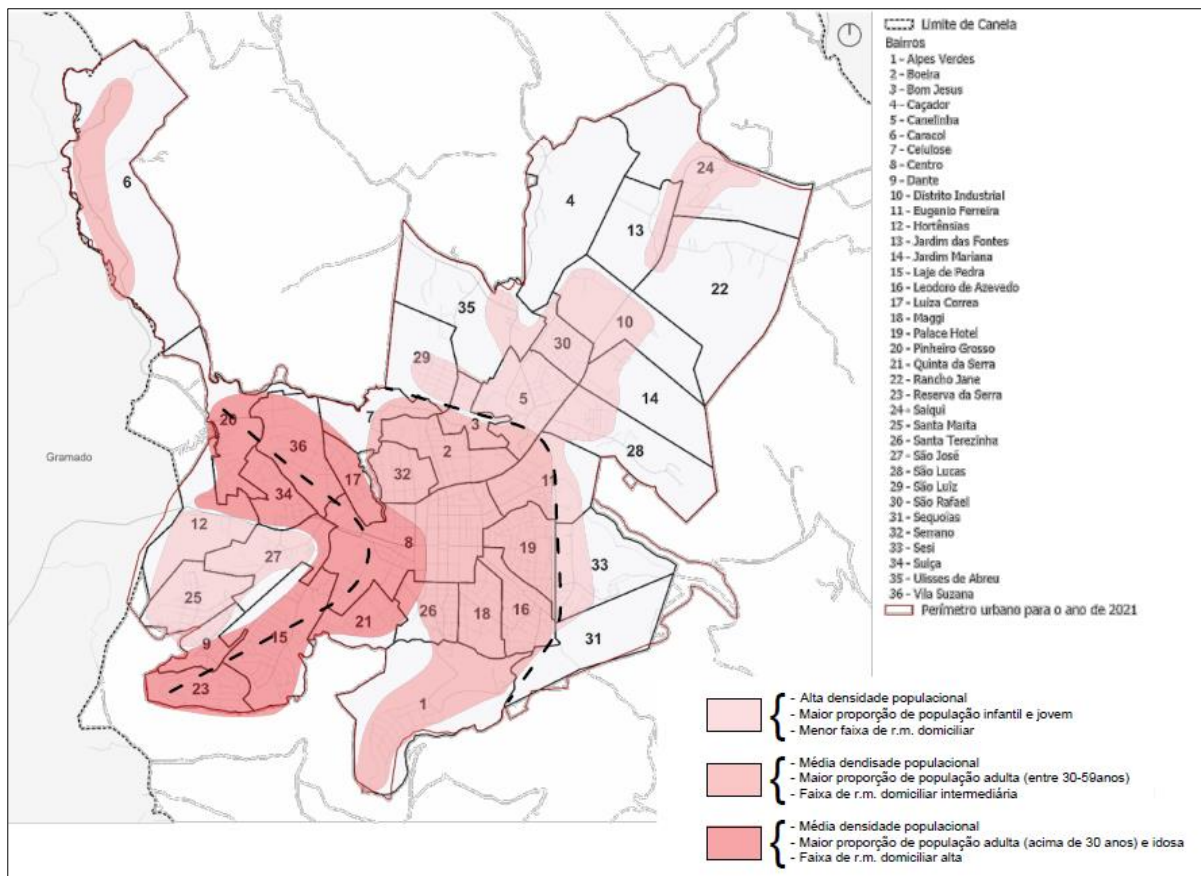 Limite de Canela
Bairros
1 - Alpes Verdes
2 - Boeira
3 - Bom Jesus
4 - Caçador
5 - Canelinha
6 - Caracol
7 - Celulose
8 - Centro
9 - Dante
10 - Distrito Industrial
11 - Eugenio Ferreira
12 - Hortênsias
13 - Jardim das Fontes
14 - Jardim Mariana
15 - Laje de Pedra
16 - Leodoro de Azevedo
17 - Luiza Correa
18 - Maggi
19 - Palace Hotel
20 - Pinheiro Grosso
21 - Quinta da Serra
22 - Rancho Jane
23 - Reserva da Serra
24 - Saiqui
25 - Santa Marta
26 - Santa Terezinha
27 - São José
28 - São Lucas
29 - São Luiz
30 - São Rafael
31 - Sequoias
32 - Serrano
33 - Sesi
34 - Suiça
35 - Ulisses de Abreu
36 - Vila Suzana
Perímetro urbano para o ano de 2021
24
6
4
13
22
35
10
30
29
5
14
7
3
28
20
36
2
32
11
17
34
Gramado
12
8
27
19
33
25
26
18
16
21
9
15
31
23
1
- Alta densidade populacional
- Maior proporção de população infantil e jovem
- Menor faixa de r.m. domiciliar
- Média dendisade populacional
- Maior proporção de população adulta (entre 30-59anos)
- Faixa de r.m. domiciliar intermediária
- Média densidade populacional
- Maior proporção de população adulta (acima de 30 anos) e idosa
- Faixa de r.m. domiciliar alta